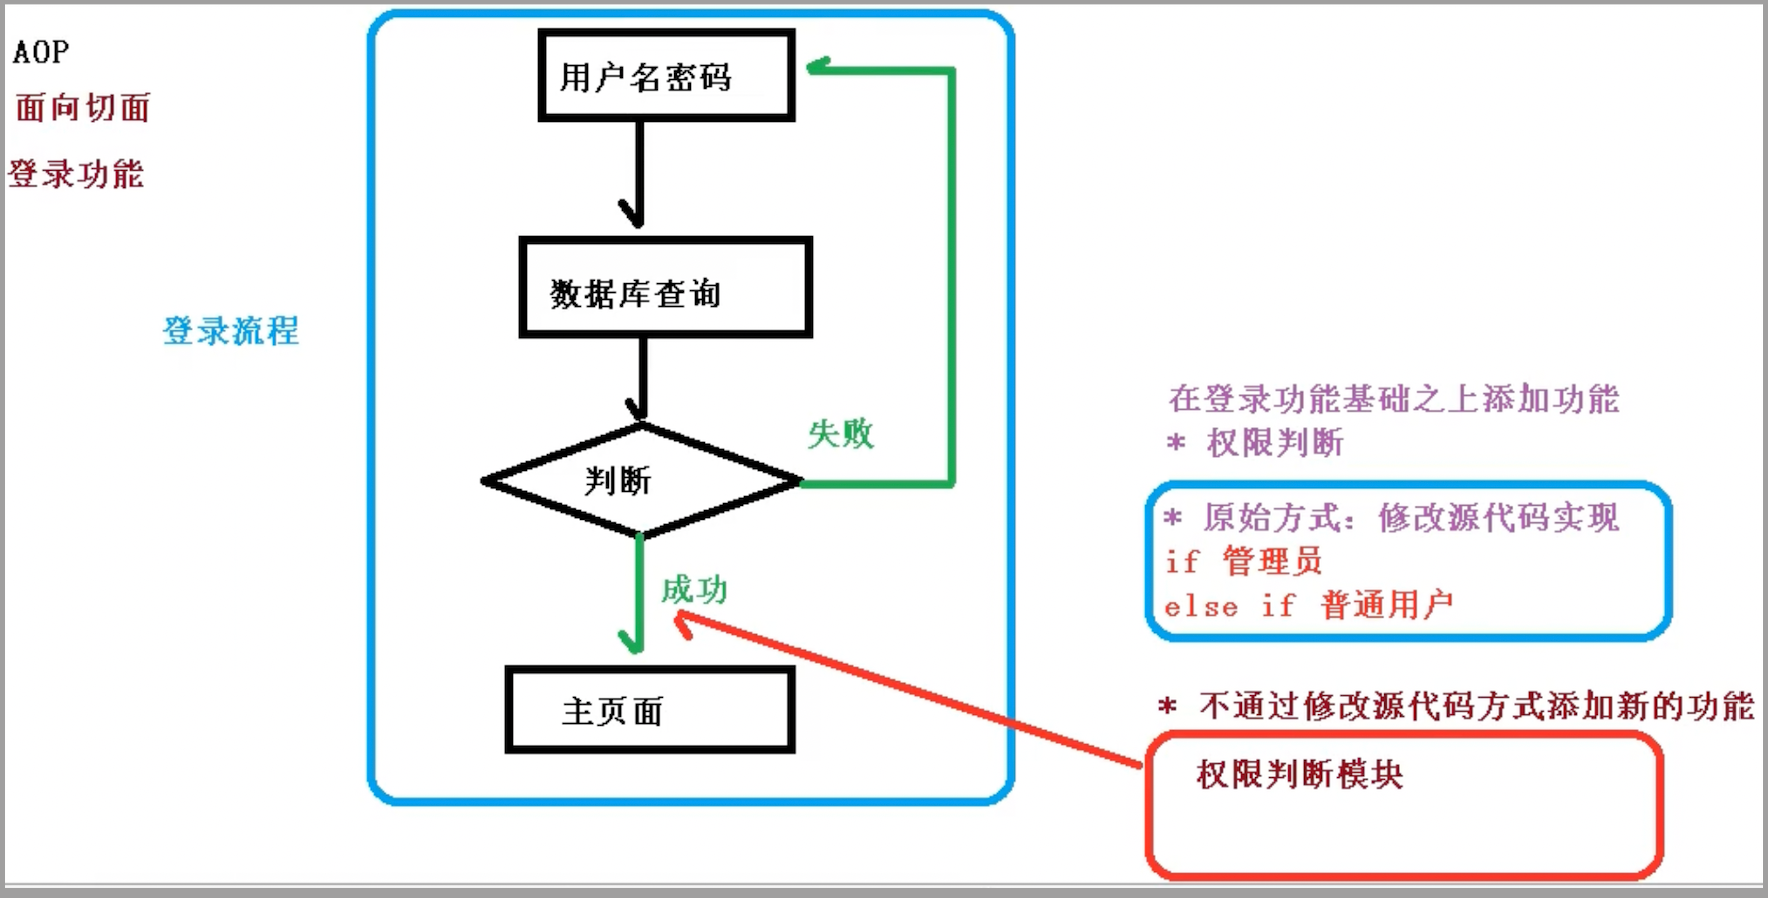 AOP
面向切面
登录功能
登录流程
用户名密码
数据库查询
判断
失败
成功
主页面
在登录功能基础之上添加功能
* 权限判断
* 原始方式：修改源代码实现
if 管理员
else if 普通用户
* 不通过修改源代码方式添加新的功能
权限判断模块